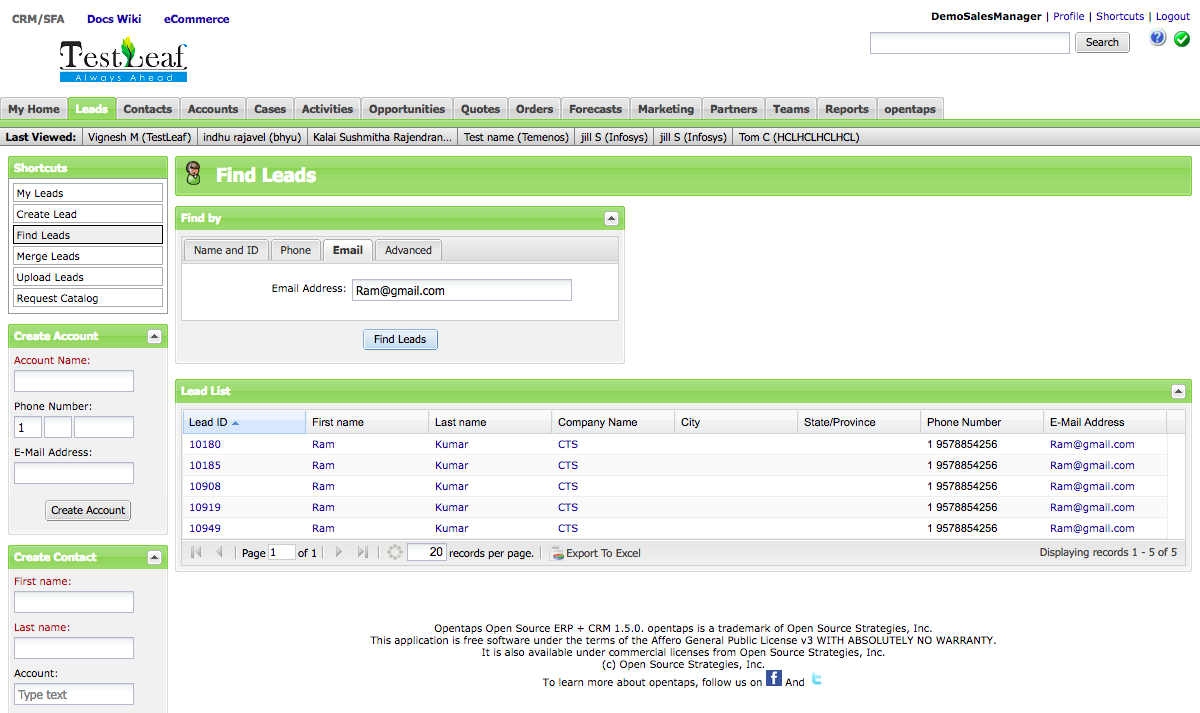 CRM/SFA Docs Wiki eCommerce
DemoSalesManager | Profile | Shortcuts | Logout
TestLeaf
Always Ahead
Search
?
My Home Leads Contacts Accounts Cases Activities Opportunities Quotes Orders Forecasts Marketing Partners Teams Reports opentaps
Last Viewed: Vignesh M (TestLeaf) indhu rajavel (bhyu) Kalai Sushmitha Rajendran... Test name (Temenos) jill S (Infosys) jill S (Infosys) Tom C (HCLHCLHCLHCL)
Shortcuts
My Leads
Create Lead
Find Leads
Merge Leads
Upload Leads
Request Catalog
Create Account
Account Name:
Phone Number:
1
E-Mail Address:
Create Account
Create Contact
First name:
Last name:
Account:
Type text
Find Leads
Find by
Name and ID Phone Email Advanced
Email Address: Ram@gmail.com
Find Leads
Lead List
Lead ID First name Last name Company Name City State/Province Phone Number E-Mail Address
10180 Ram Kumar CTS 1 9578854256 Ram@gmail.com
10185 Ram Kumar CTS 1 9578854256 Ram@gmail.com
10908 Ram Kumar CTS 1 9578854256 Ram@gmail.com
10919 Ram Kumar CTS 1 9578854256 Ram@gmail.com
10949 Ram Kumar CTS 1 9578854256 Ram@gmail.com
Page 1 of 1 20 records per page. Export To Excel Displaying records 1 - 5 of 5
Opentaps Open Source ERP + CRM 1.5.0. opentaps is a trademark of Open Source Strategies, Inc.
This application is free software under the terms of the Affero General Public License v3 WITH ABSOLUTELY NO WARRANTY.
It is also available under commercial licenses from Open Source Strategies, Inc.
(c) Open Source Strategies, Inc.
To learn more about opentaps, follow us on f And t